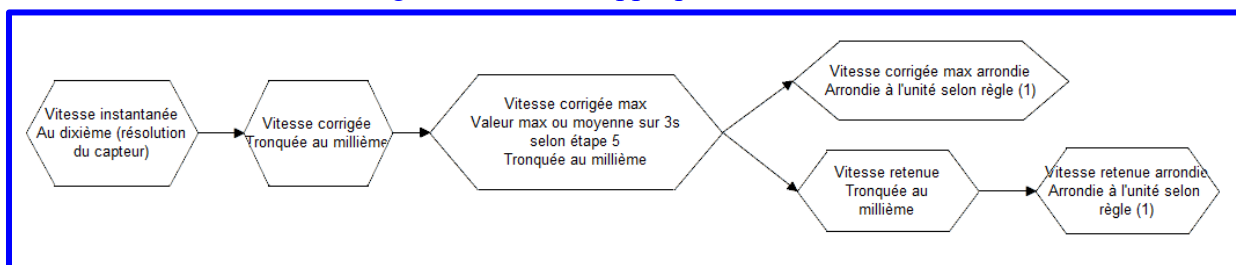 Vitesse instantanée
Au dixième (résolution
du capteur)
Vitesse corrigée
Tronquée au millième
Vitesse corrigée max
Valeur max ou moyenne sur 3s
selon étape 5
Tronquée au millième
Vitesse corrigée max arrondie
Arrondie à l'unité selon règle (1)
Vitesse retenue
Tronquée au
millième
Vitesse retenue arrondie
Arrondie à l'unité selon
règle (1)